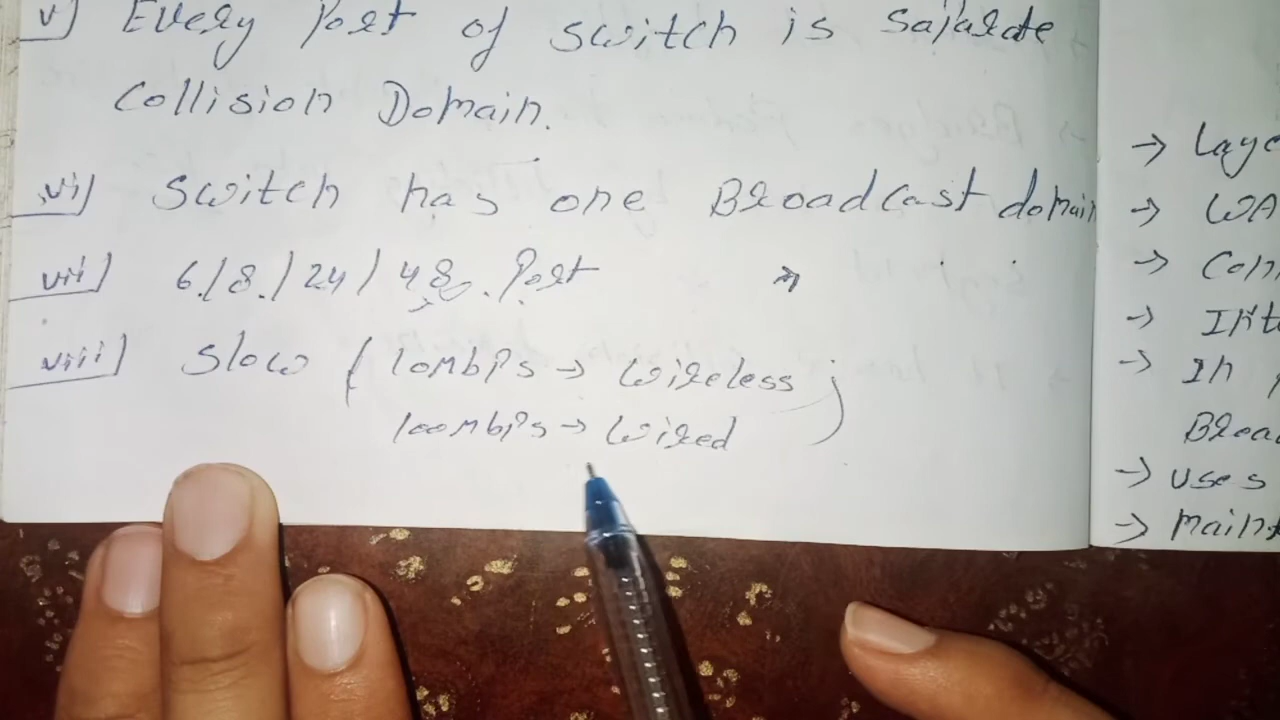 v) Every Port of switch is saparate
Collision Domain.
vi) Switch has one Broadcast domain
vii) 6/8/24/48 Port
viii) Slow (10Mbps → Wireless
100Mbps → Wired)
→ Laye
→ WA
→ Con
→ Int
→ In
Broa
→ uses
→ maint